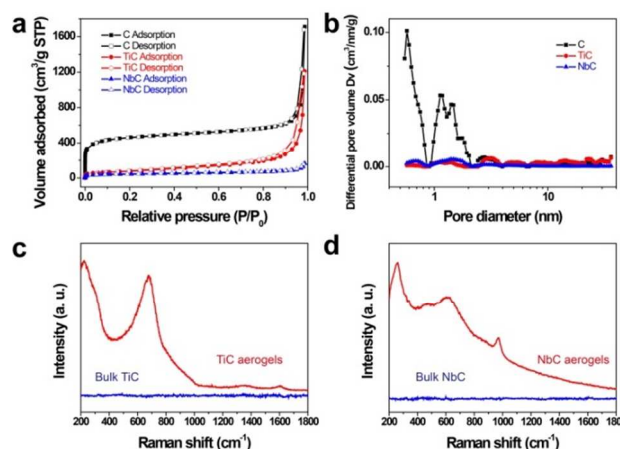 a
C Adsorption
C Desorption
TiC Adsorption
TiC Desorption
NbC Adsorption
NbC Desorption
Volume adsorbed (cm³/g STP)
1600
1200
800
400
0
0.0 0.2 0.4 0.6 0.8 1.0
Relative pressure (P/P₀)
b
C
TiC
NbC
Differential pore volume Dv (cm³/nm/g)
0.10
0.05
0.00
1 10
Pore diameter (nm)
c
TiC aerogels
Bulk TiC
Intensity (a. u.)
200 400 600 800 1000 1200 1400 1600 1800
Raman shift (cm⁻¹)
d
NbC aerogels
Bulk NbC
Intensity (a. u.)
200 400 600 800 1000 1200 1400 1600 1800
Raman shift (cm⁻¹)